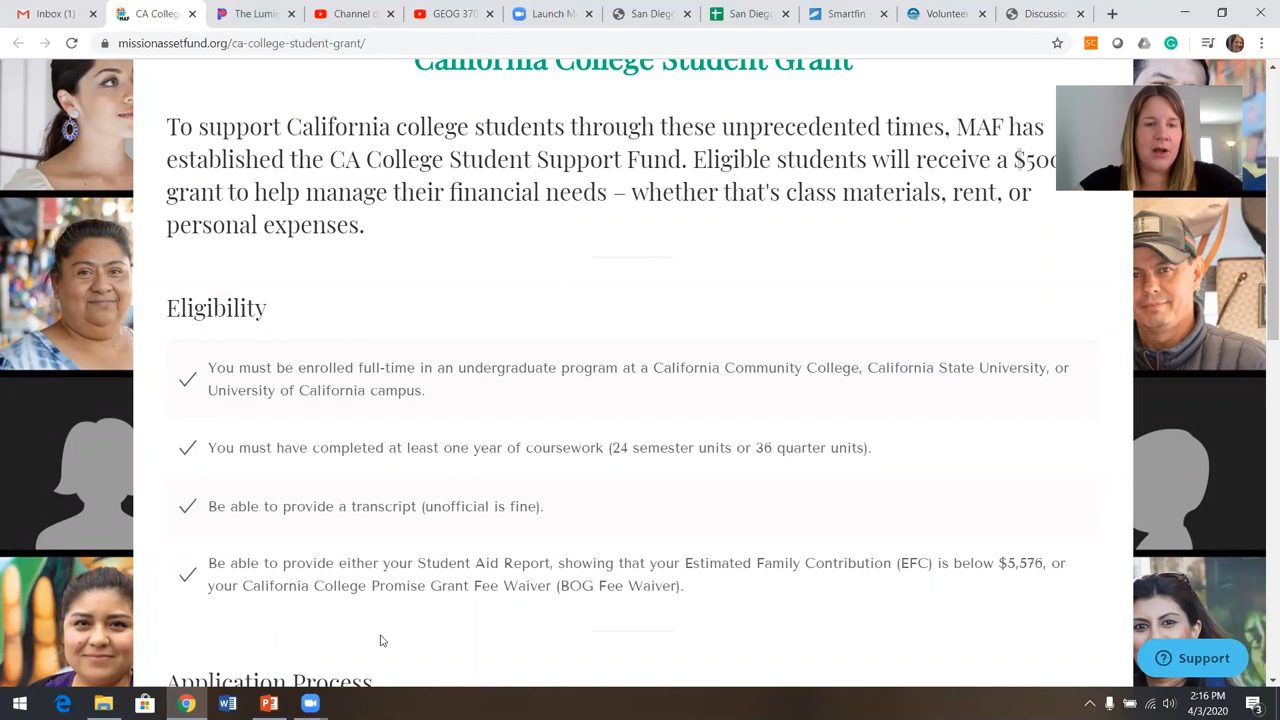 Inbox (1)
CA College
Student R
GEOG 370
Launch M
San Diego
San Dieg
Smartfin
Volunteer
Discover t
missionassetfund.org/ca-college-student-grant/
California College Student Grant
To support California college students through these unprecedented times, MAF has
established the CA College Student Support Fund. Eligible students will receive a $500
grant to help manage their financial needs – whether that's class materials, rent, or
personal expenses.
Eligibility
You must be enrolled full-time in an undergraduate program at a California Community College, California State University, or
University of California campus.
You must have completed at least one year of coursework (24 semester units or 36 quarter units).
Be able to provide a transcript (unofficial is fine).
Be able to provide either your Student Aid Report, showing that your Estimated Family Contribution (EFC) is below $5,576, or
your California College Promise Grant Fee Waiver (BOG Fee Waiver).
Application Process
Support
2:16 PM
4/3/2020
3